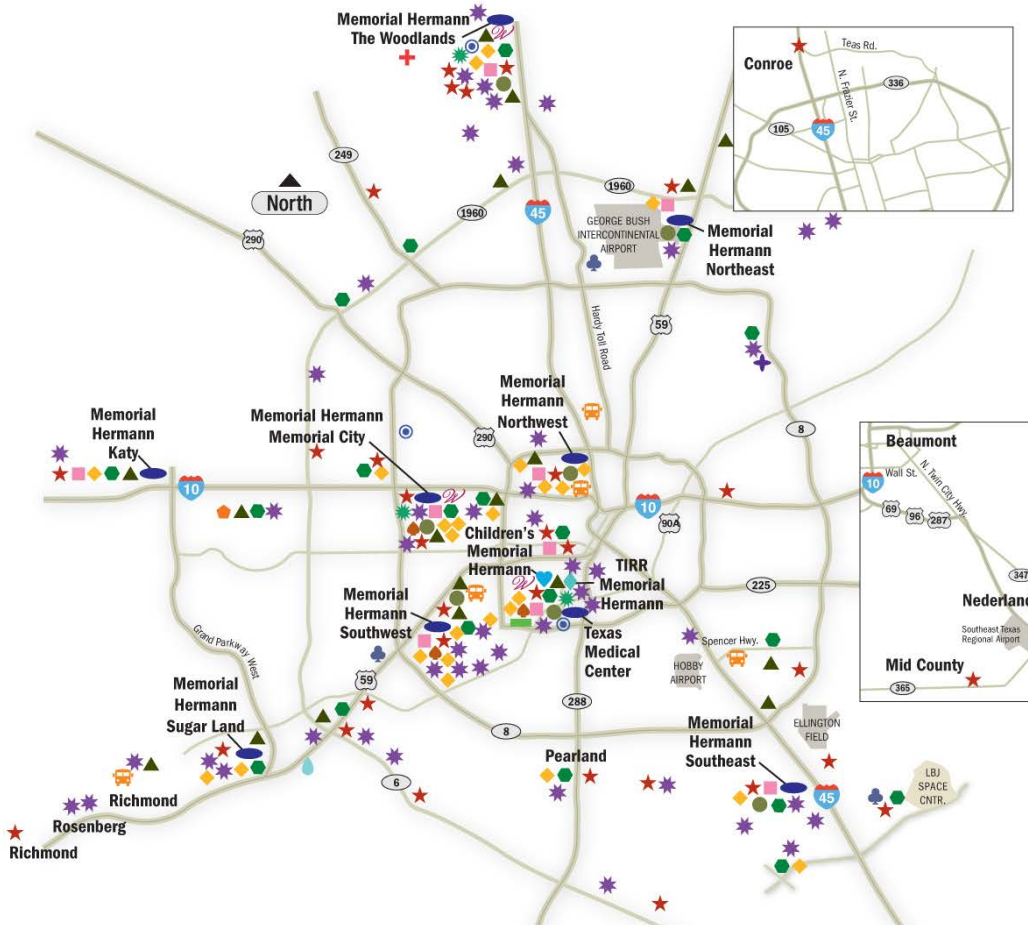 Memorial Hermann
The Woodlands
W
Conroe
Teas Rd.
N. Frazier St.
336
105
45
249
North
1960
1960
45
290
GEORGE BUSH
INTERCONTINENTAL
AIRPORT
Memorial
Hermann
Northeast
59
Hardy Toll Road
Memorial
Hermann
Katy
Memorial Hermann
Memorial City
Memorial
Hermann
Northwest
290
8
10
W
10
90A
Beaumont
Wall St.
N. Twin City Hwy.
10
69
96
287
347
Nederland
Southeast Texas
Regional Airport
Mid County
365
Children's
Memorial
Hermann
W
TIRR
Memorial
Hermann
225
Memorial
Hermann
Southwest
Texas
Medical
Center
Spencer Hwy.
HOBBY
AIRPORT
Grand Parkway West
59
288
8
Memorial
Hermann
Sugar Land
ELLINGTON
FIELD
Memorial
Hermann
Southeast
Pearland
6
45
LBJ
SPACE
CNTR.
Richmond
Rosenberg
Richmond